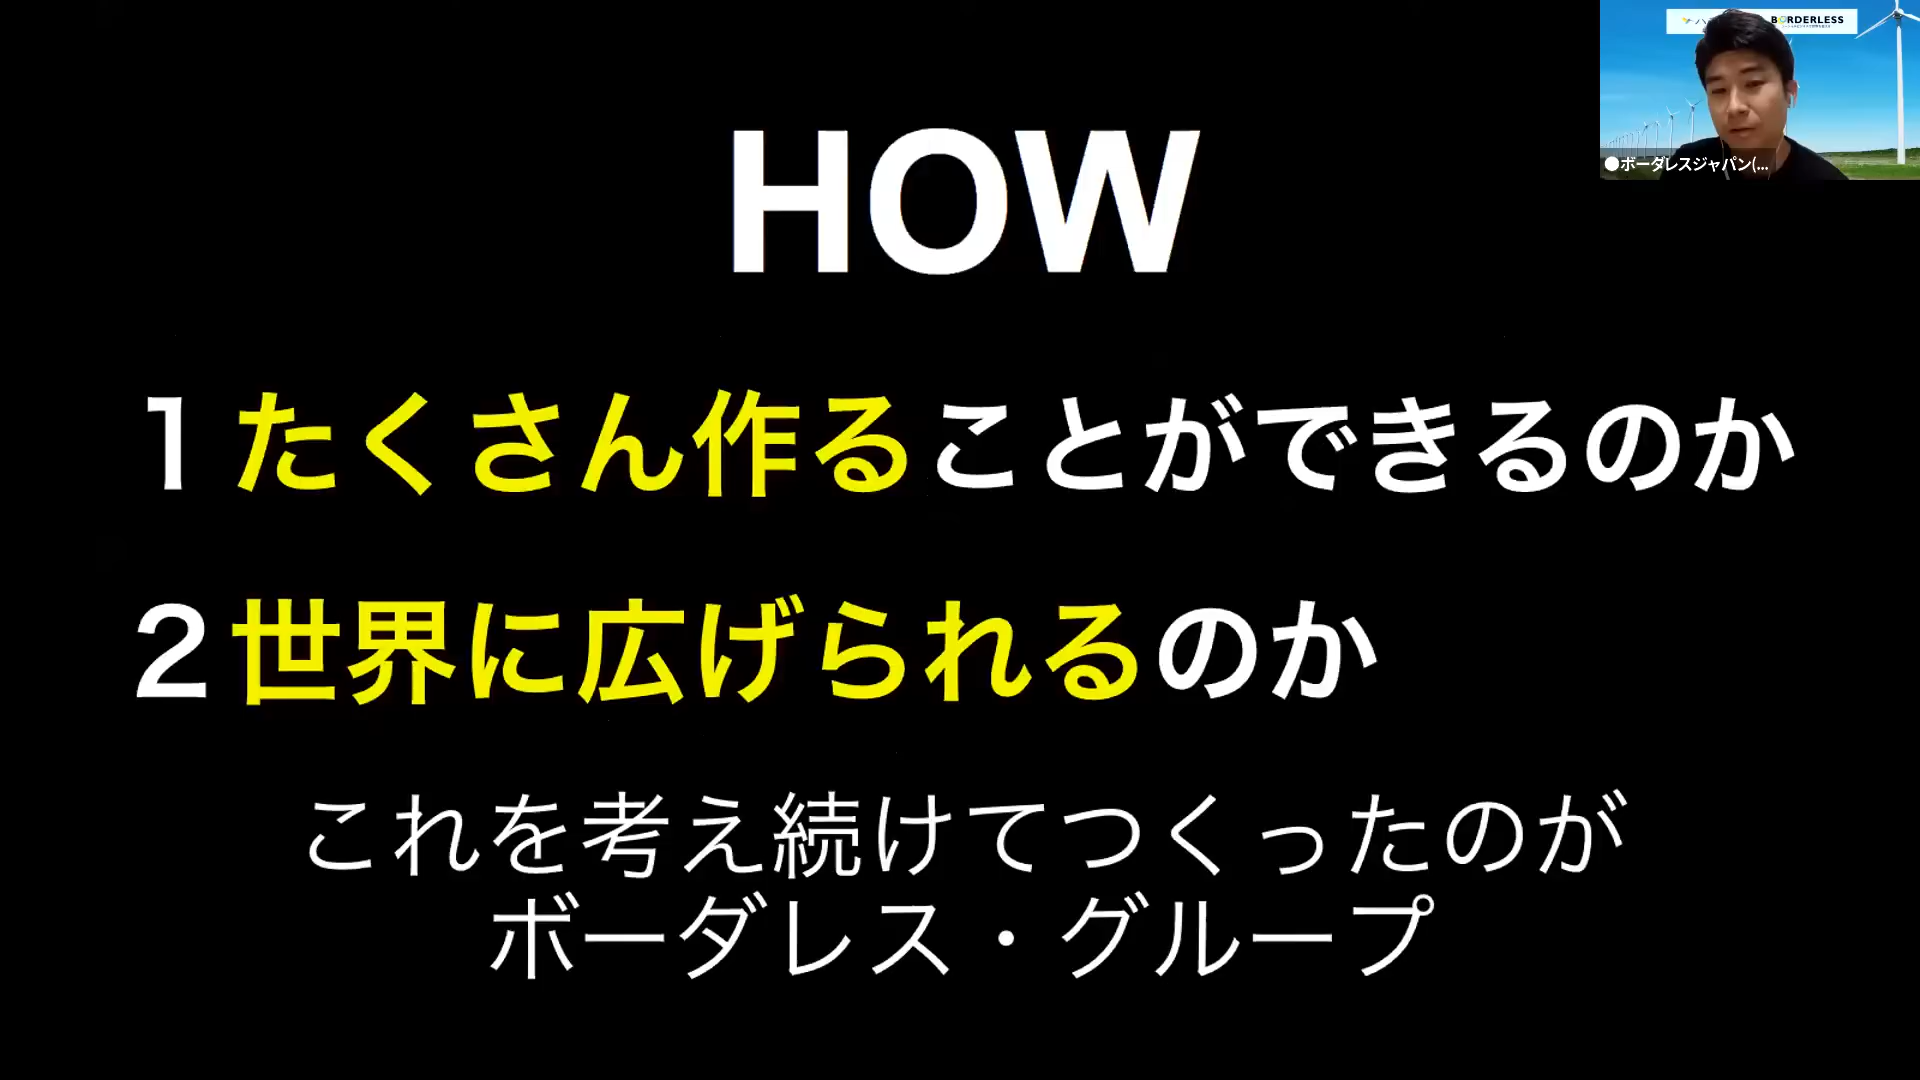 BORDERLESS
●ボーダレスジャパン(...
HOW
1 たくさん作ることができるのか
2 世界に広げられるのか
これを考え続けてつくったのが
ボーダレス・グループ